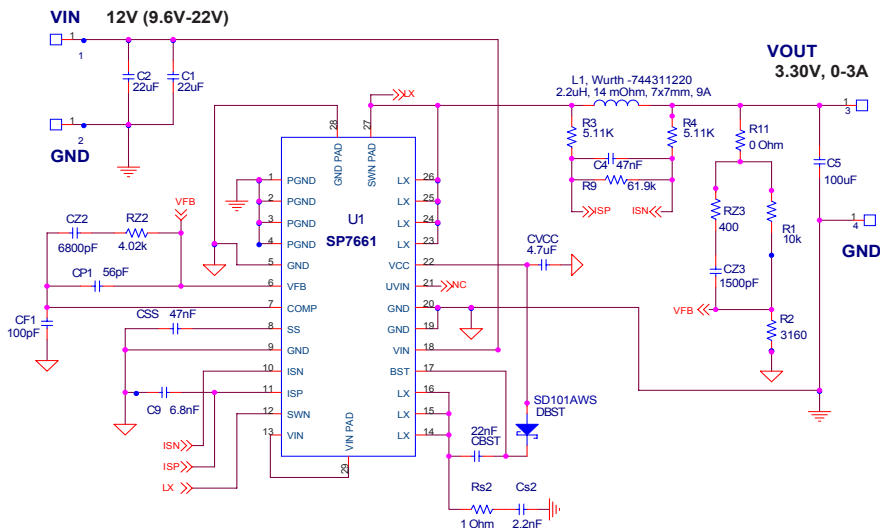 VIN 12V (9.6V-22V)
1
1
C2
22uF
C1
22uF
1
2
GND
LX
28
27
GND PAD
SWN PAD
L1, Wurth -744311220
2.2uH, 14 mOhm, 7x7mm, 9A
VOUT
3.30V, 0-3A
R3
5.11K
R4
5.11K
C4
47nF
R9
61.9k
ISP
ISN
R11
0 Ohm
1
3
C5
100uF
RZ3
400
R1
10k
CZ3
1500pF
VFB
R2
3160
1
4
GND
U1
SP7661
1
PGND
2
PGND
3
PGND
4
PGND
5
GND
6
VFB
7
COMP
8
SS
9
GND
10
ISN
11
ISP
12
SWN
13
VIN
VIN PAD
29
LX
26
LX
25
LX
24
LX
23
VCC
22
UVIN
21
NC
GND
20
GND
19
VIN
18
BST
17
LX
16
LX
15
LX
14
VFB
CZ2
6800pF
RZ2
4.02k
CP1
56pF
CF1
100pF
CSS
47nF
C9
6.8nF
ISN
ISP
LX
CVCC
4.7uF
SD101AWS
DBST
22nF
CBST
Rs2
1 Ohm
Cs2
2.2nF